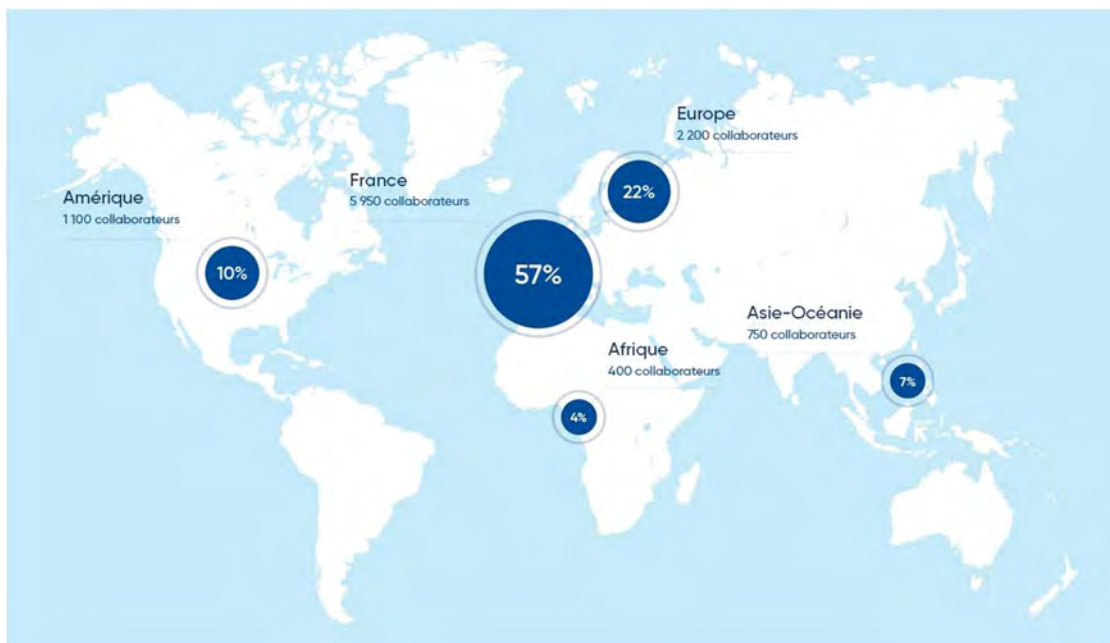 Europe
2 200 collaborateurs
22%
France
5 950 collaborateurs
57%
Amérique
1 100 collaborateurs
10%
Asie-Océanie
750 collaborateurs
7%
Afrique
400 collaborateurs
4%